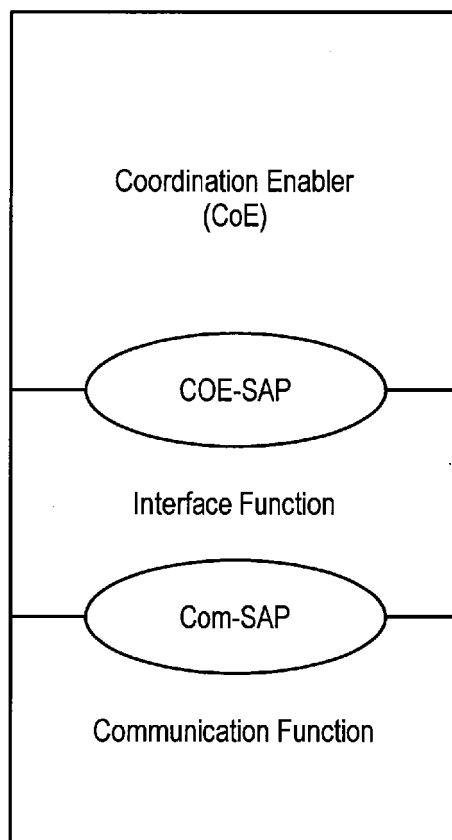 Coordination Enabler
(CoE)
COE-SAP
Interface Function
Com-SAP
Communication Function